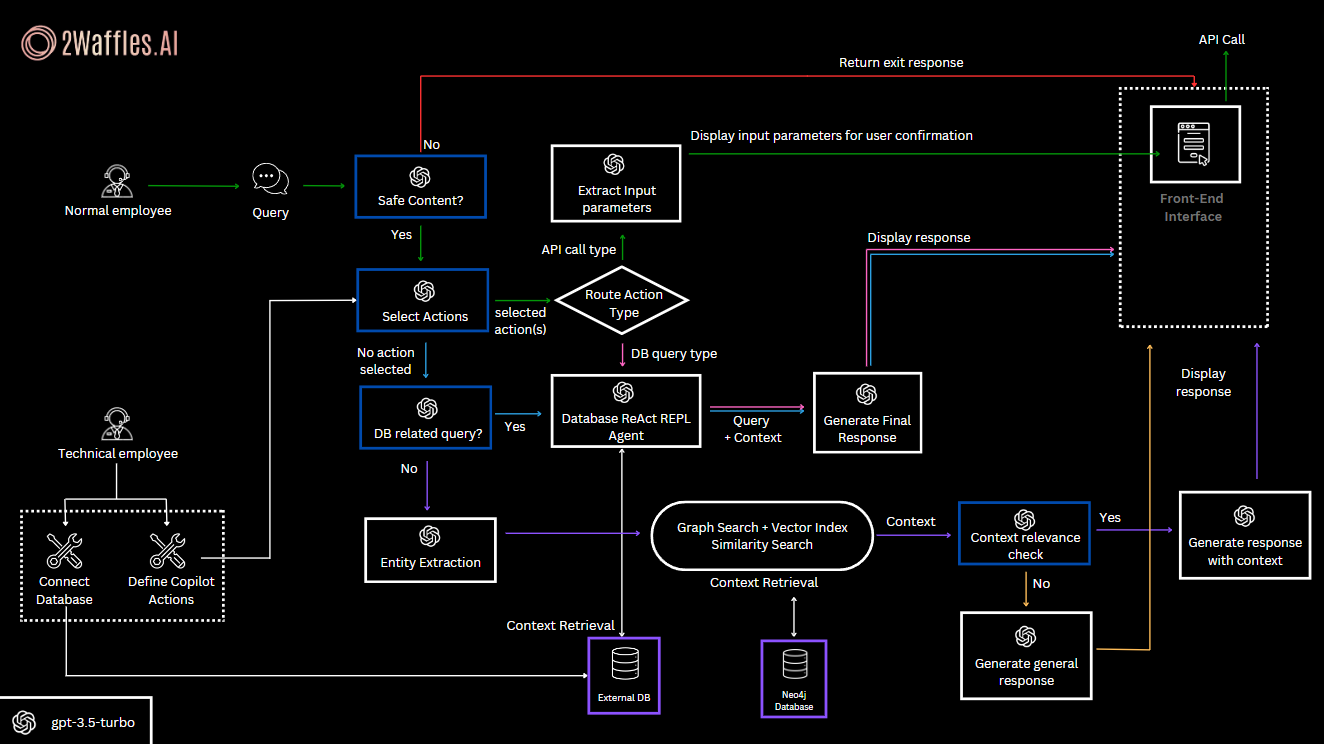 2Waffles.AI
API Call
Return exit response
No
Display input parameters for user confirmation
Safe Content?
Extract Input
parameters
Normal employee
Query
Front-End
Interface
Yes
API call type
Display response
Select Actions
selected
action(s)
Route Action
Type
No action
selected
DB query type
Display
response
DB related query?
Yes
Database ReAct REPL
Agent
Query
+ Context
Generate Final
Response
Technical employee
No
Entity Extraction
Graph Search + Vector Index
Similarity Search
Context
Context relevance
check
Yes
Generate response
with context
Connect
Database
Define Copilot
Actions
Context Retrieval
No
Context Retrieval
Generate general
response
External DB
Neo4j
Database
gpt-3.5-turbo